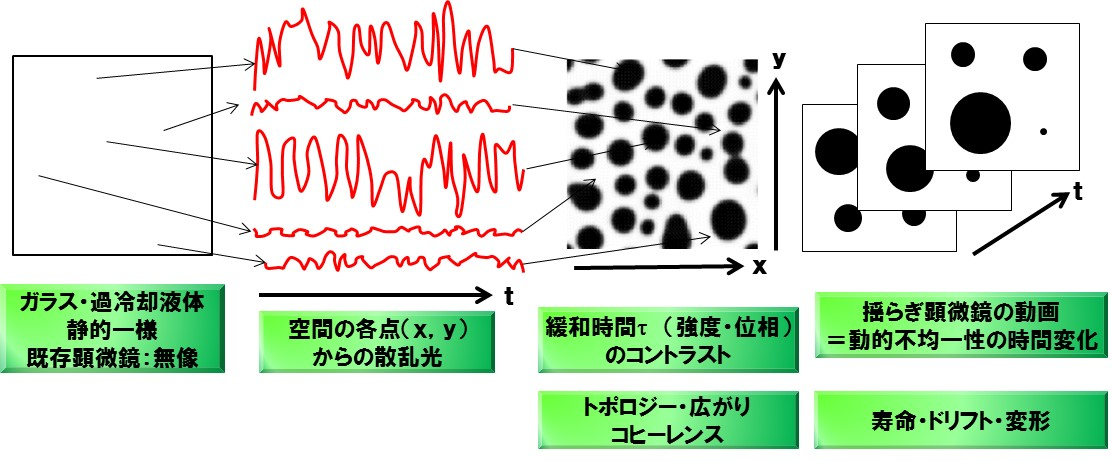 y
x
t
t
ガラス・過冷却液体
静的一様
既存顕微鏡：無像
空間の各点（x, y）
からの散乱光
緩和時間τ （強度・位相）
のコントラスト
揺らぎ顕微鏡の動画
＝動的不均一性の時間変化
トポロジー・広がり
コヒーレンス
寿命・ドリフト・変形